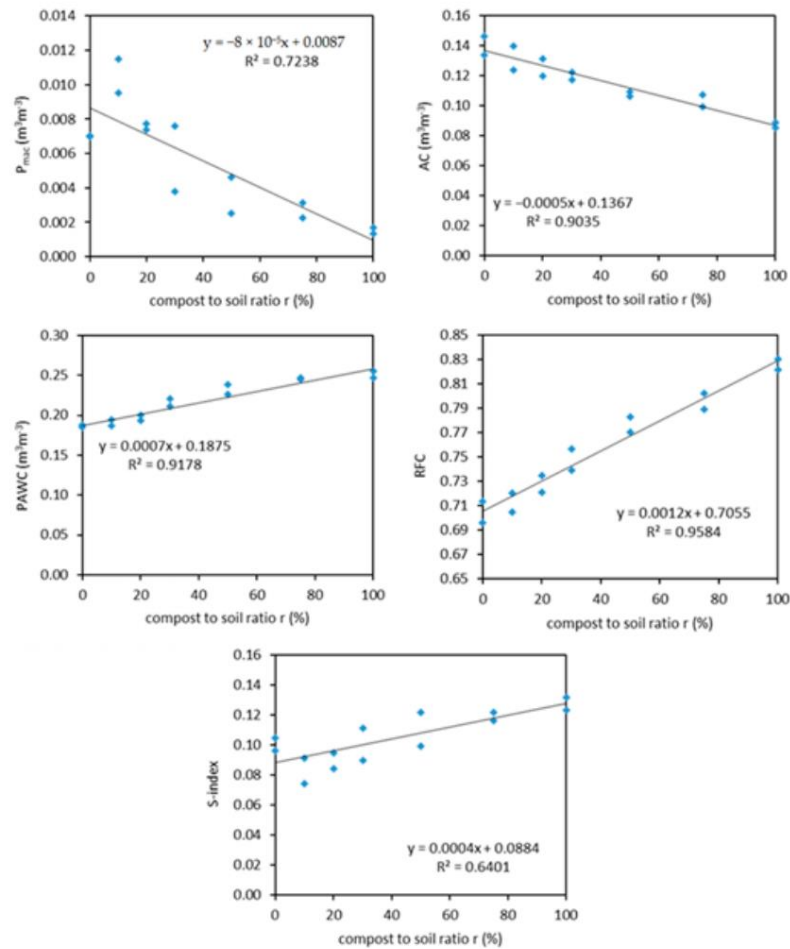 0.014
0.012
0.010
0.008
0.006
0.004
0.002
0.000
Pmac (m³m⁻³)
y = −8 × 10⁻⁵x + 0.0087
R² = 0.7238
0 20 40 60 80 100
compost to soil ratio r (%)
0.16
0.14
0.12
0.10
0.08
0.06
0.04
0.02
0.00
AC (m³m⁻³)
y = −0.0005x + 0.1367
R² = 0.9035
0 20 40 60 80 100
compost to soil ratio r (%)
0.30
0.25
0.20
0.15
0.10
0.05
0.00
PAWC (m³m⁻³)
y = 0.0007x + 0.1875
R² = 0.9178
0 20 40 60 80 100
compost to soil ratio r (%)
0.85
0.83
0.81
0.79
0.77
0.75
0.73
0.71
0.69
0.67
0.65
RFC
y = 0.0012x + 0.7055
R² = 0.9584
0 20 40 60 80 100
compost to soil ratio r (%)
0.16
0.14
0.12
0.10
0.08
0.06
0.04
0.02
0.00
S-index
y = 0.0004x + 0.0884
R² = 0.6401
0 20 40 60 80 100
compost to soil ratio r (%)